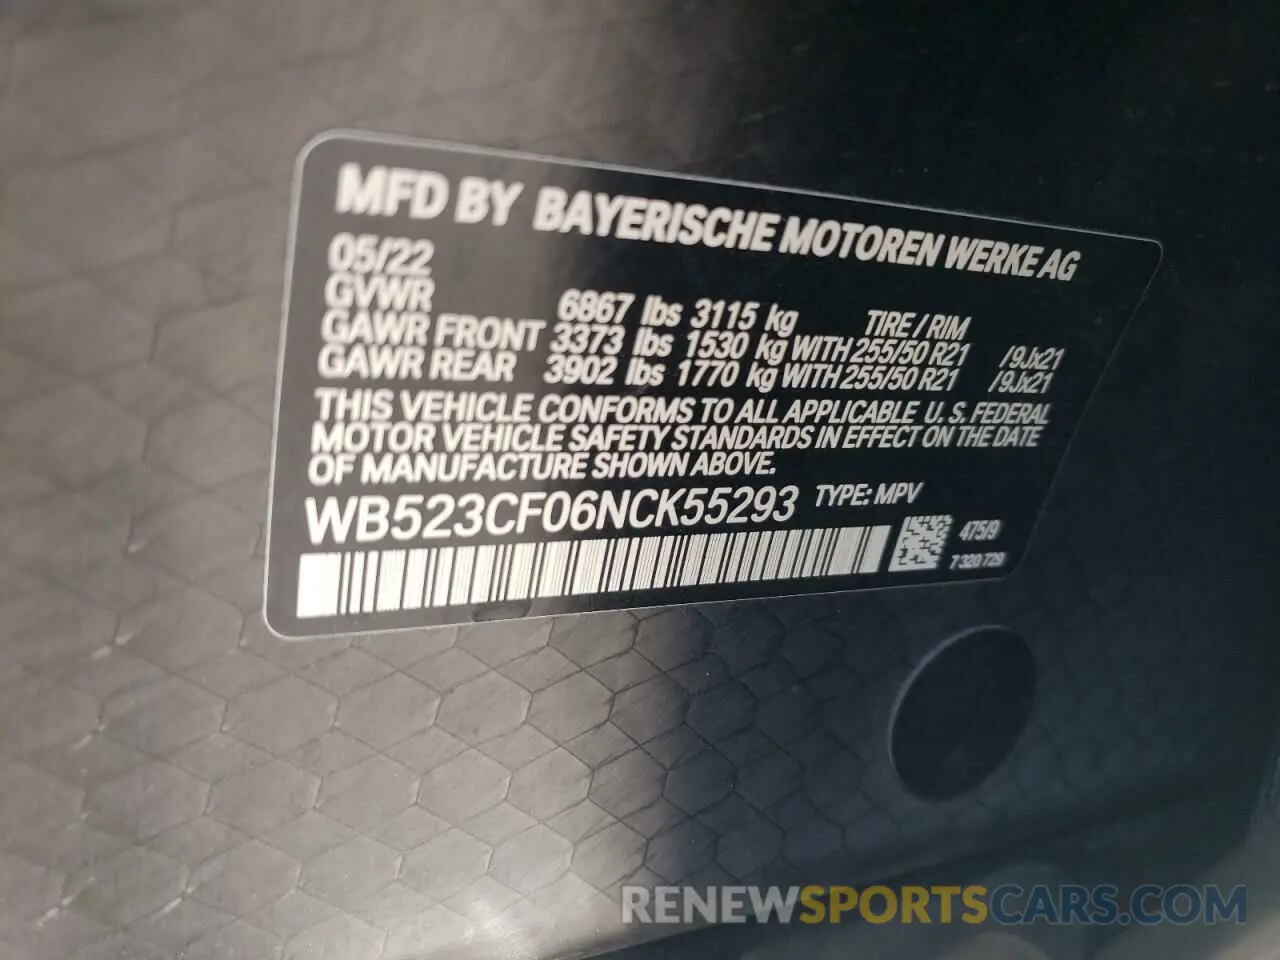 MFD BY BAYERISCHE MOTOREN WERKE AG
05/22
GVWR 6867 lbs 3115 kg TIRE / RIM
GAWR FRONT 3373 lbs 1530 kg WITH 255/50 R21 /9Jx21
GAWR REAR 3902 lbs 1770 kg WITH 255/50 R21 /9Jx21
THIS VEHICLE CONFORMS TO ALL APPLICABLE U. S. FEDERAL
MOTOR VEHICLE SAFETY STANDARDS IN EFFECT ON THE DATE
OF MANUFACTURE SHOWN ABOVE.
WB523CF06NCK55293 TYPE: MPV
475/9
7 320 729
RENEWSPORTSCARS.COM